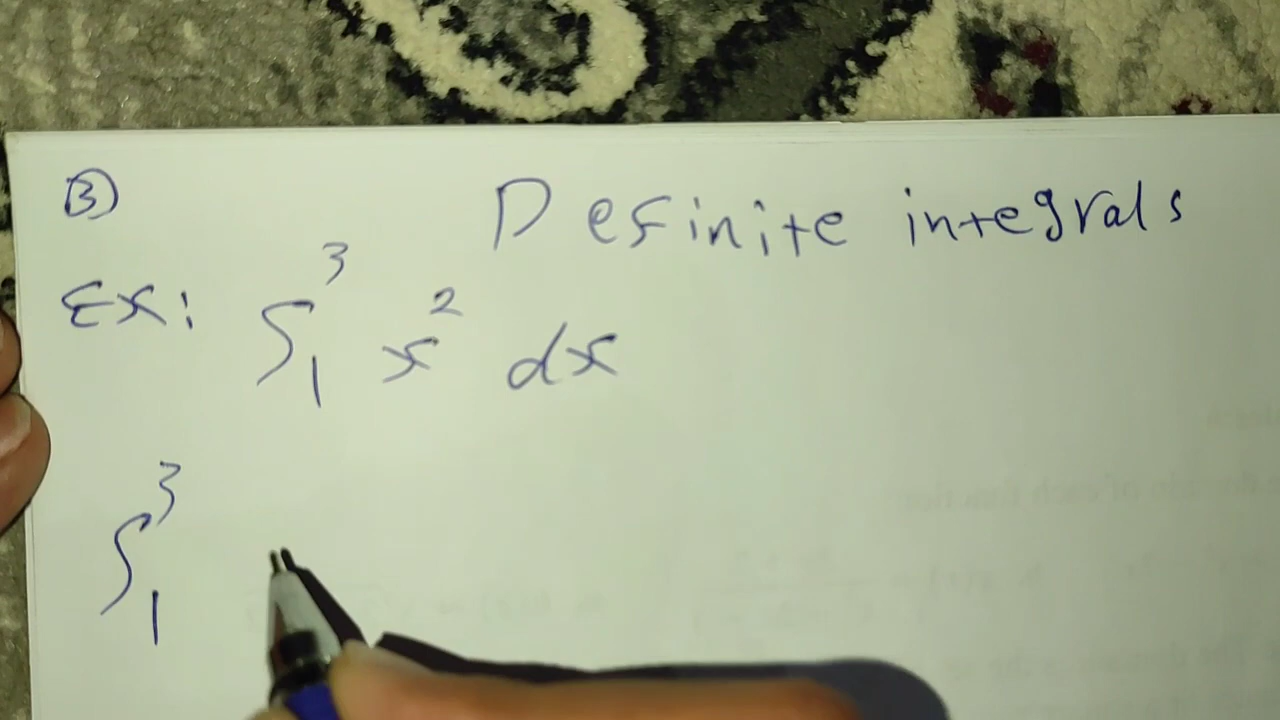 ③ Definite integrals
Ex: ∫₁³ x² dx
∫₁³